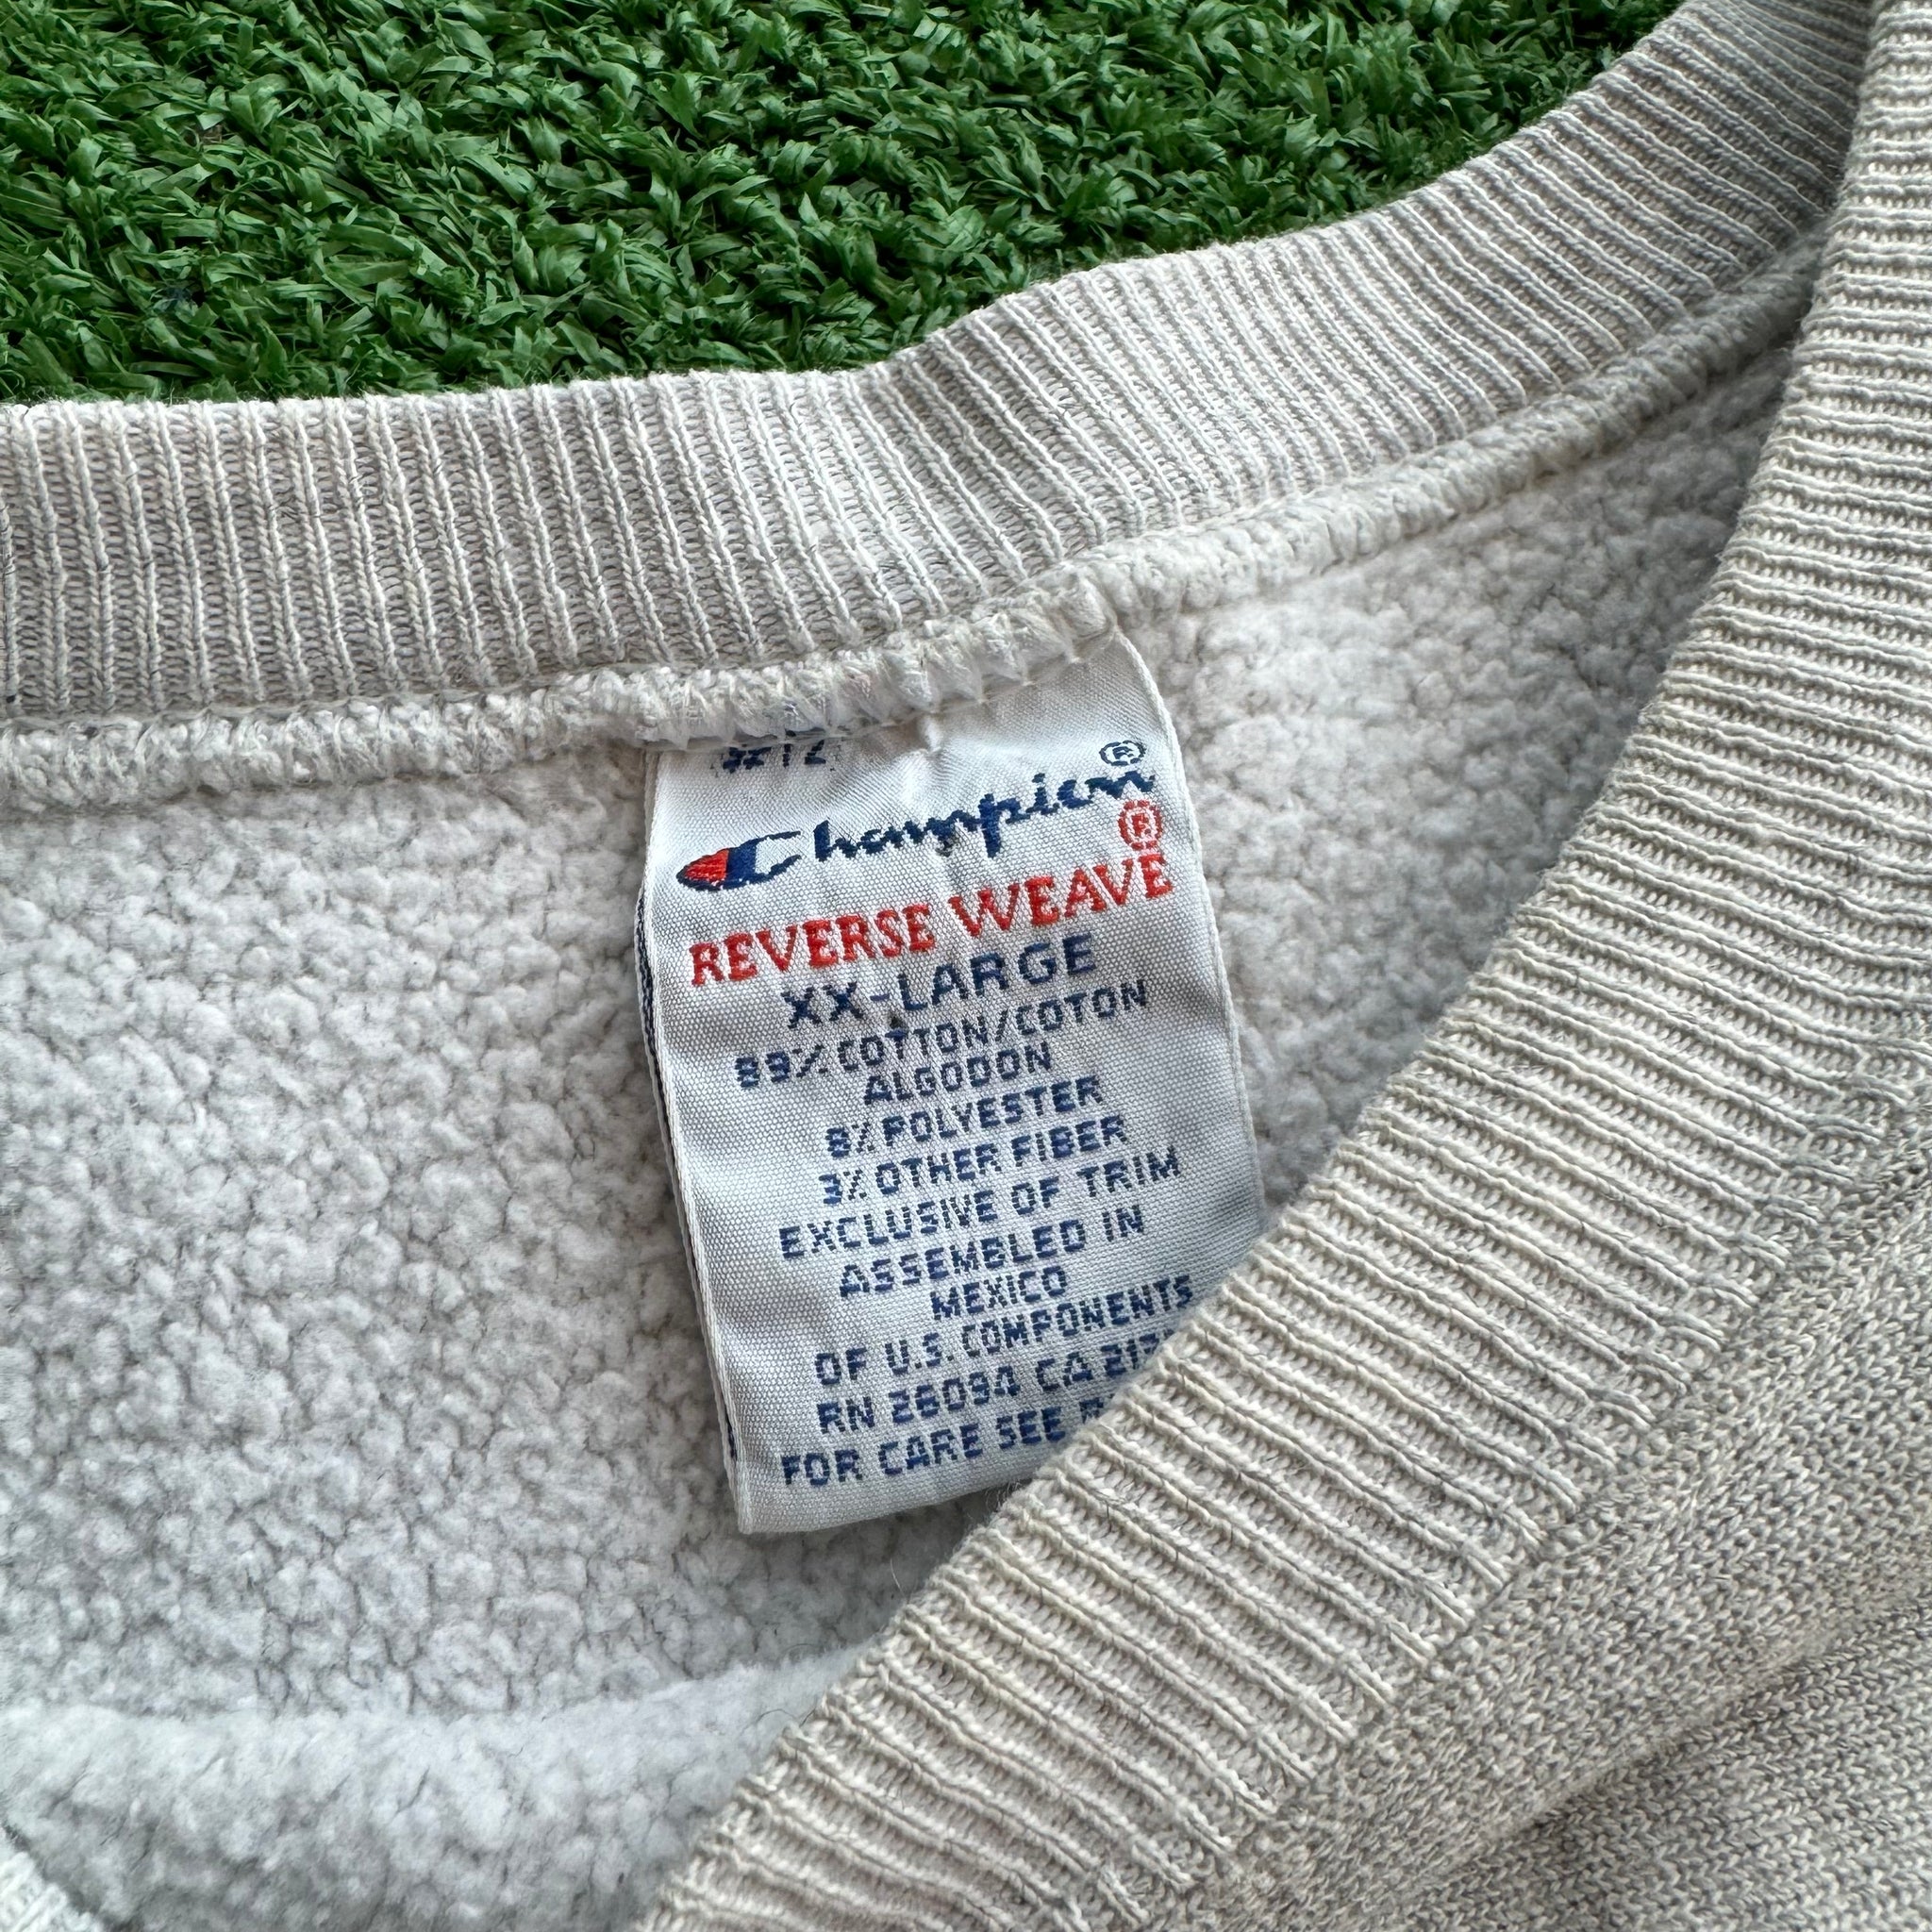 #12
Champion®
®
REVERSE WEAVE
XX-LARGE
89% COTTON/COTON
ALGODON
8% POLYESTER
3% OTHER FIBER
EXCLUSIVE OF TRIM
ASSEMBLED IN
MEXICO
OF U.S. COMPONENTS
RN 26094 CA
FOR CARE SEE